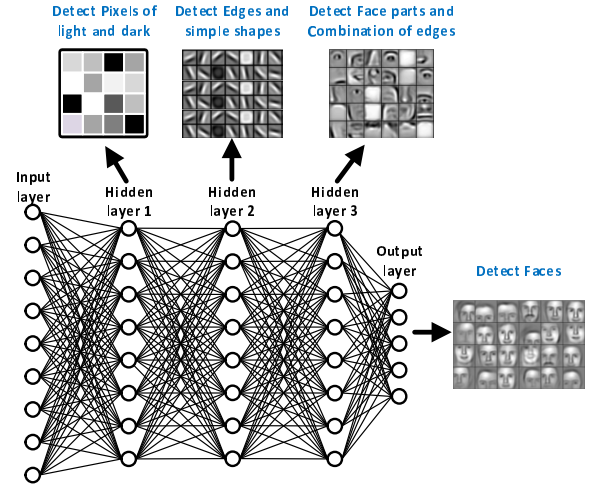 Detect Pixels of
light and dark
Detect Edges and
simple shapes
Detect Face parts and
Combination of edges
Input
layer
Hidden
layer 1
Hidden
layer 2
Hidden
layer 3
Output
layer
Detect Faces